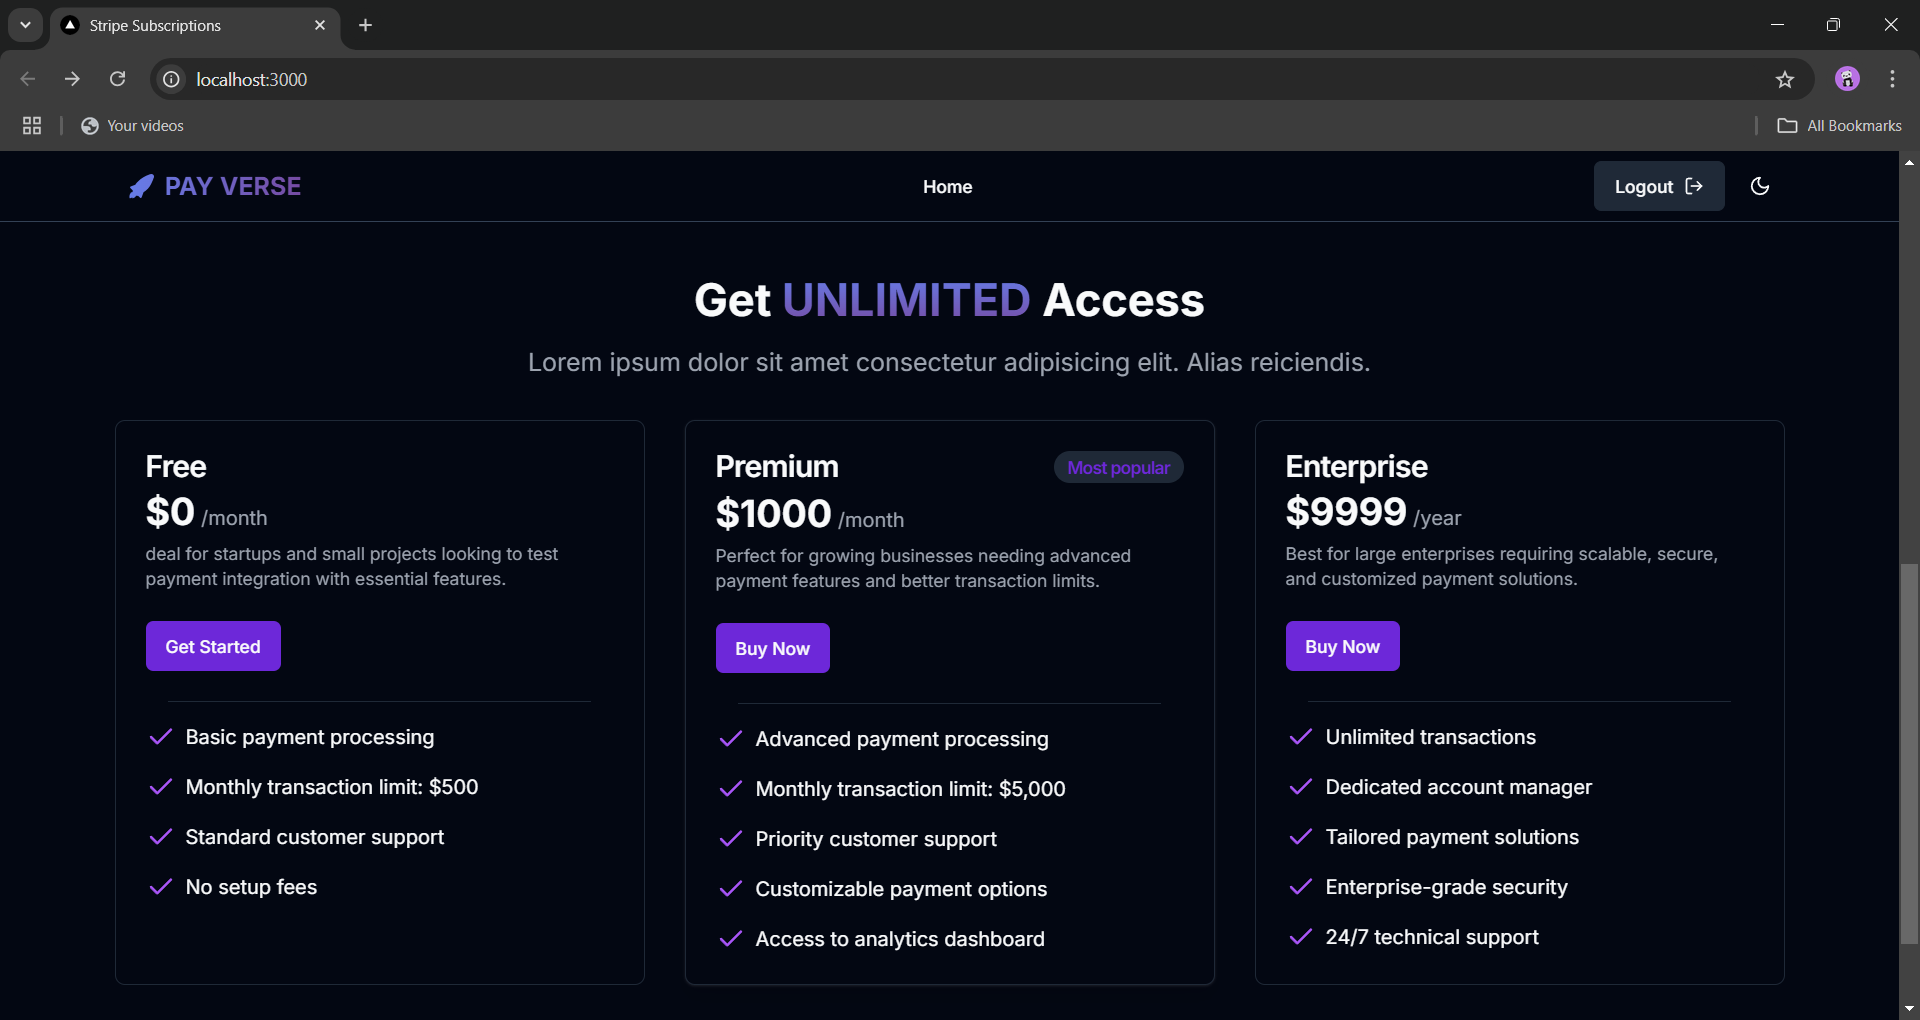 Stripe Subscriptions
localhost:3000
Your videos
All Bookmarks
PAY VERSE
Home
Logout
Get UNLIMITED Access
Lorem ipsum dolor sit amet consectetur adipisicing elit. Alias reiciendis.
Free
$0 /month
deal for startups and small projects looking to test
payment integration with essential features.
Get Started
Basic payment processing
Monthly transaction limit: $500
Standard customer support
No setup fees
Premium
Most popular
$1000 /month
Perfect for growing businesses needing advanced
payment features and better transaction limits.
Buy Now
Advanced payment processing
Monthly transaction limit: $5,000
Priority customer support
Customizable payment options
Access to analytics dashboard
Enterprise
$9999 /year
Best for large enterprises requiring scalable, secure,
and customized payment solutions.
Buy Now
Unlimited transactions
Dedicated account manager
Tailored payment solutions
Enterprise-grade security
24/7 technical support